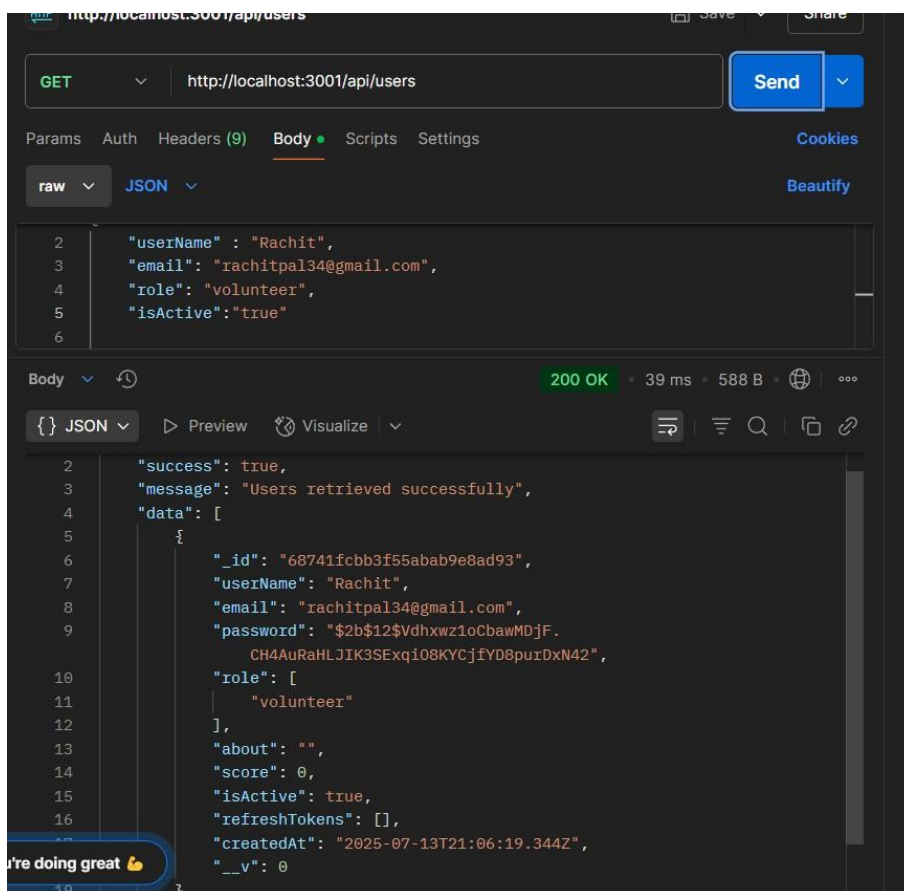 http://localhost:3001/api/users
Save
Share
GET
http://localhost:3001/api/users
Send
Params Auth Headers (9) Body Scripts Settings Cookies
raw JSON Beautify
2 "userName" : "Rachit",
3 "email": "rachitpal34@gmail.com",
4 "role": "volunteer",
5 "isActive":"true"
6
Body 200 OK 39 ms 588 B
{} JSON Preview Visualize
2 "success": true,
3 "message": "Users retrieved successfully",
4 "data": [
5 {
6 "_id": "68741fcbb3f55abab9e8ad93",
7 "userName": "Rachit",
8 "email": "rachitpal34@gmail.com",
9 "password": "$2b$12$Vdhxwz1oCbawMDjF.
CH4AuRaHLJIK3SExqiO8KYCjfYD8purDxN42",
10 "role": [
11 "volunteer"
12 ],
13 "about": "",
14 "score": 0,
15 "isActive": true,
16 "refreshTokens": [],
"createdAt": "2025-07-13T21:06:19.344Z",
"__v": 0
're doing great 💪
19 }